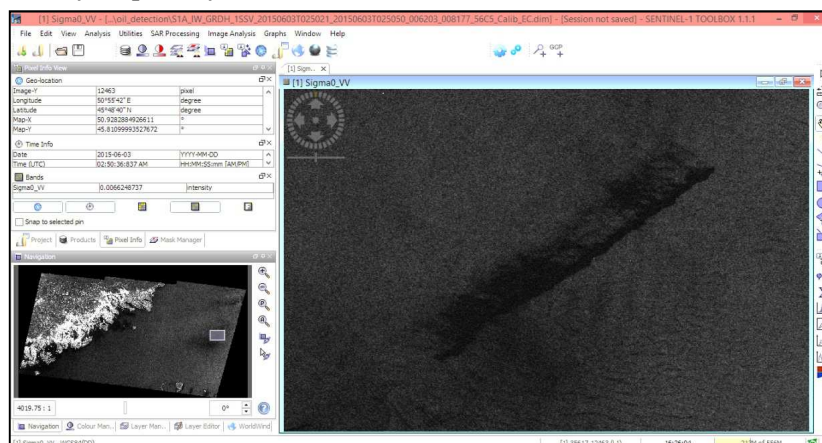 [1] Sigma0_VV - [...\oil_detection\S1A_IW_GRDH_1SSV_20150603T025021_20150603T025050_006203_008177_56C5_Calib_EC.dim] - [Session not saved] - SENTINEL-1 TOOLBOX 1.1.1
File Edit View Analysis Utilities SAR Processing Image Analysis Graphs Window Help
GCP
Pixel Info View
[1] Sigm... X
Geo-location
[1] Sigma0_VV
Image-Y 12463 pixel
Longitude 50°55'42" E degree
Latitude 45°48'40" N degree
Map-X 50.9282884926611 °
Map-Y 45.81099993527672 °
Time Info
Date 2015-06-03 YYYY-MM-DD
Time (UTC) 02:50:36:837 AM HH:MM:SS:mm [AM/PM]
Bands
Sigma0_VV 0.0066248737 intensity
Snap to selected pin
Project Products Pixel Info Mask Manager
Navigation
4019.75 : 1 0°
Navigation Colour Man... Layer Man... Layer Editor WorldWind